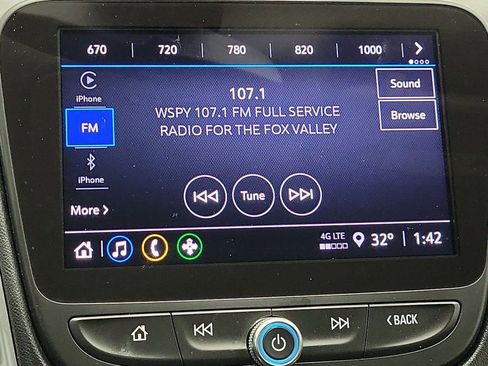 670 | 720 | 780 | 820 | 1000 | >
iPhone
107.1
Sound
FM
WSPY 107.1 FM FULL SERVICE
RADIO FOR THE FOX VALLEY
Browse
iPhone
Tune
More >
4G LTE
32° | 1:42
< BACK